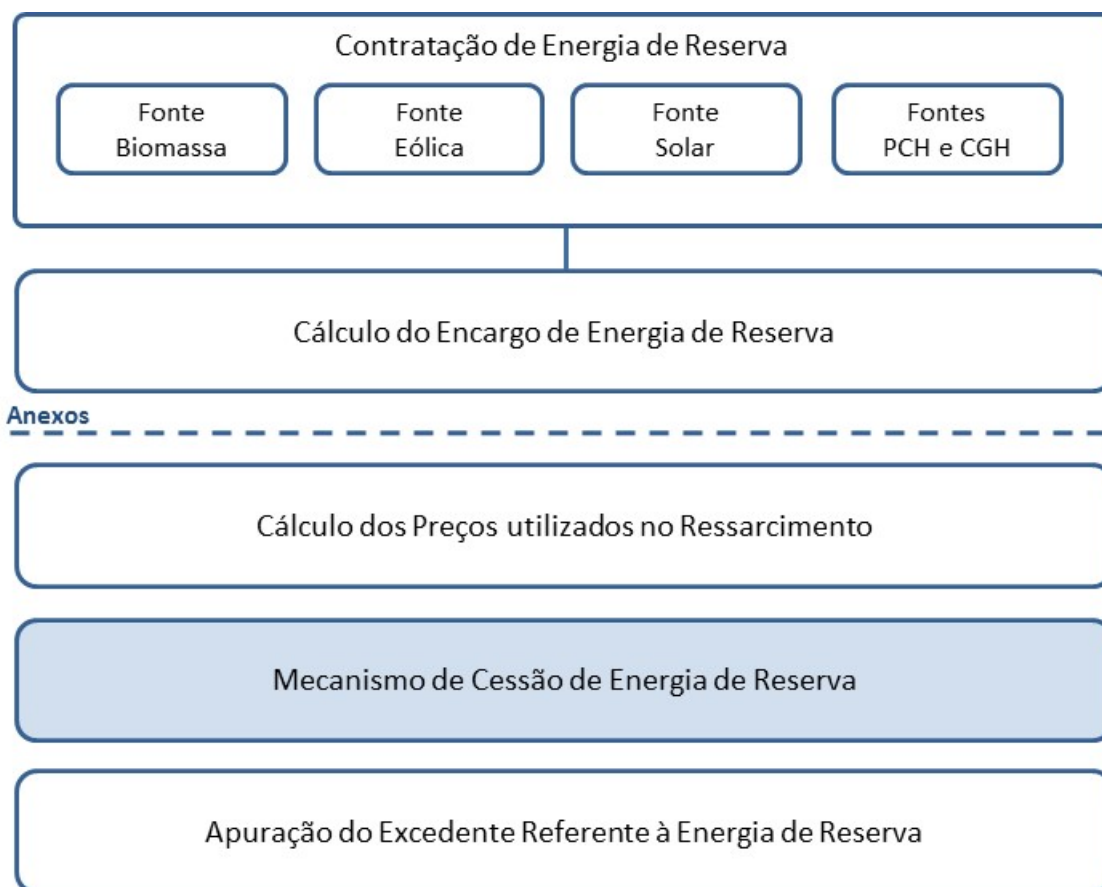 Contratação de Energia de Reserva
Fonte
Biomassa
Fonte
Eólica
Fonte
Solar
Fontes
PCH e CGH
Cálculo do Encargo de Energia de Reserva
Anexos
Cálculo dos Preços utilizados no Ressarcimento
Mecanismo de Cessão de Energia de Reserva
Apuração do Excedente Referente à Energia de Reserva